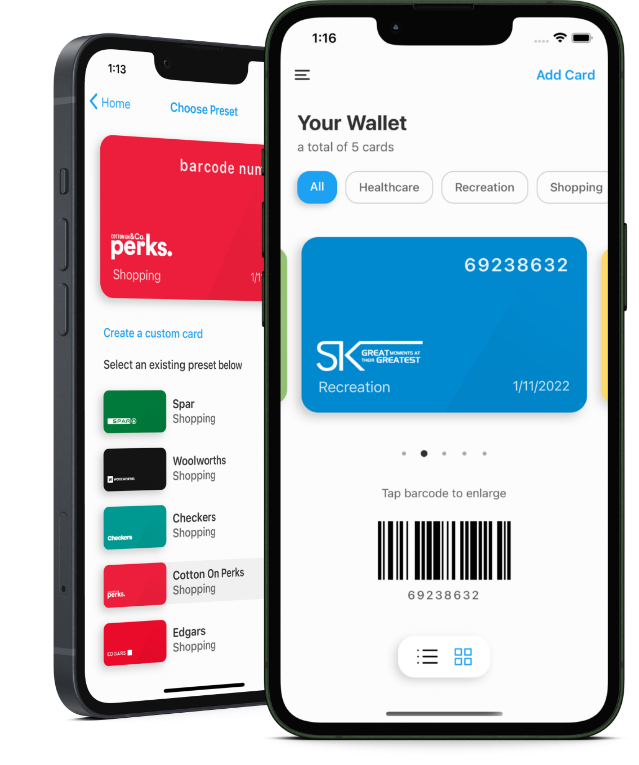 1:13
Home
Choose Preset
barcode num
COTTON ON &Co.
perks.
Shopping
1/1
Create a custom card
Select an existing preset below
SPAR
Spar
Shopping
WOOLWORTHS
Woolworths
Shopping
Checkers
Checkers
Shopping
perks.
Cotton On Perks
Shopping
EDGARS
Edgars
Shopping
1:16
Add Card
Your Wallet
a total of 5 cards
All
Healthcare
Recreation
Shopping
69238632
SK GREAT MOMENTS AT
THEIR GREATEST
Recreation
1/11/2022
Tap barcode to enlarge
69238632